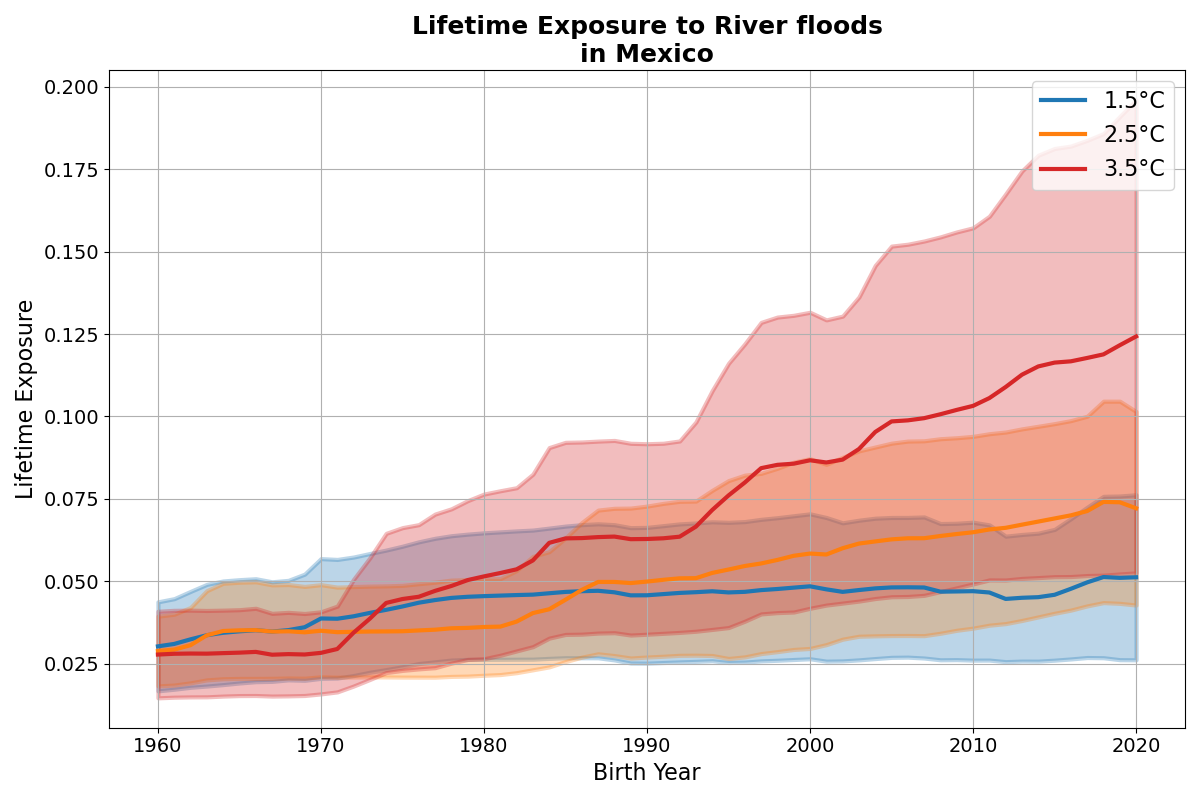 Lifetime Exposure to River floods
in Mexico
1.5°C
2.5°C
3.5°C
Lifetime Exposure
0.200
0.175
0.150
0.125
0.100
0.075
0.050
0.025
1960 1970 1980 1990 2000 2010 2020
Birth Year